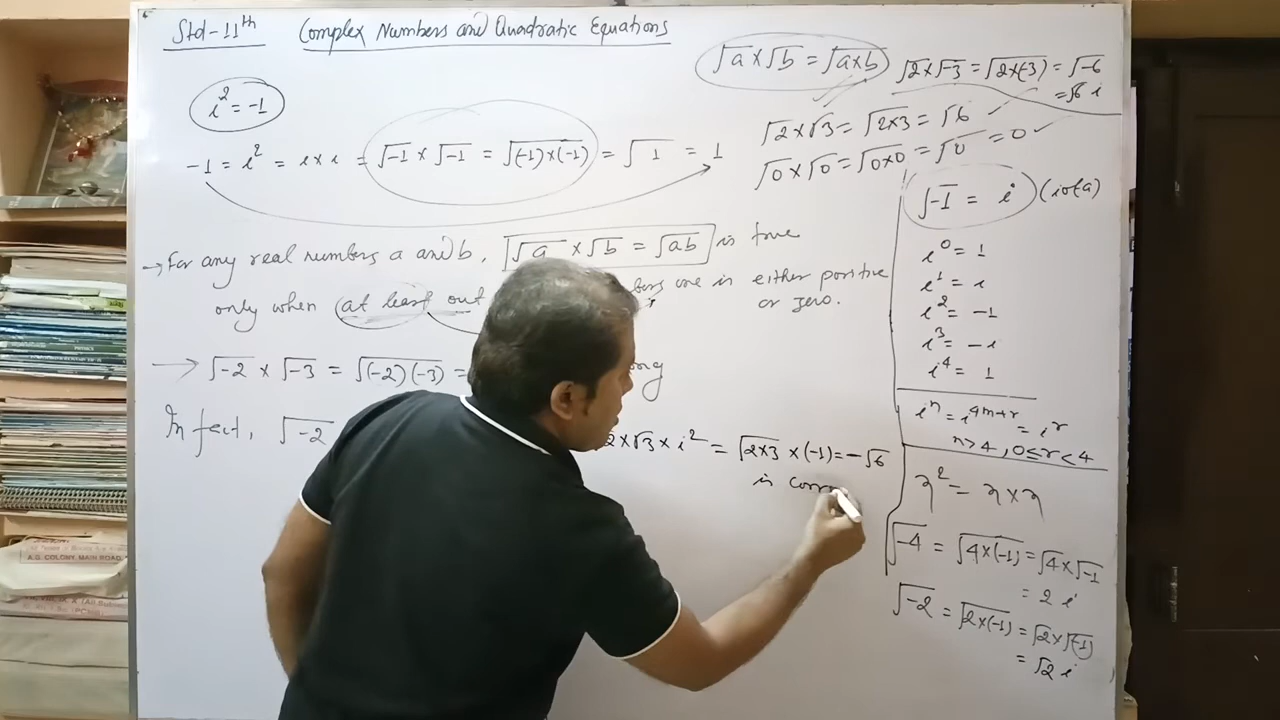 Std-11th Complex Numbers and Quadratic Equations
√a×√b = √a×b
√2×√-3 = √2×(-3) = √-6
= √6 i
i² = -1
√2×√3 = √2×3 = √6
√0×√0 = √0×0 = √0 = 0
-1 = i² = i×i = √-1 × √-1 = √(-1)×(-1) = √1 = 1
√-1 = i (iota)
i⁰ = 1
i¹ = i
i² = -1
i³ = -i
i⁴ = 1
iⁿ = i⁴ᵐ⁺ʳ = iʳ
n>4, 0≤r<4
→ For any real numbers a and b, √a × √b = √ab is true
only when at least out one is either positive
or zero.
→ √-2 × √-3 = √(-2)(-3) =
In fect, √-2 2×√3×i² = √2×3 ×(-1) = -√6
is corr
x² = x×x
√-4 = √4×(-1) = √4×√-1
= 2 i
√-2 = √2×(-1) = √2×√(-1)
= √2 i
A.G. COLONY, MAIN ROAD,